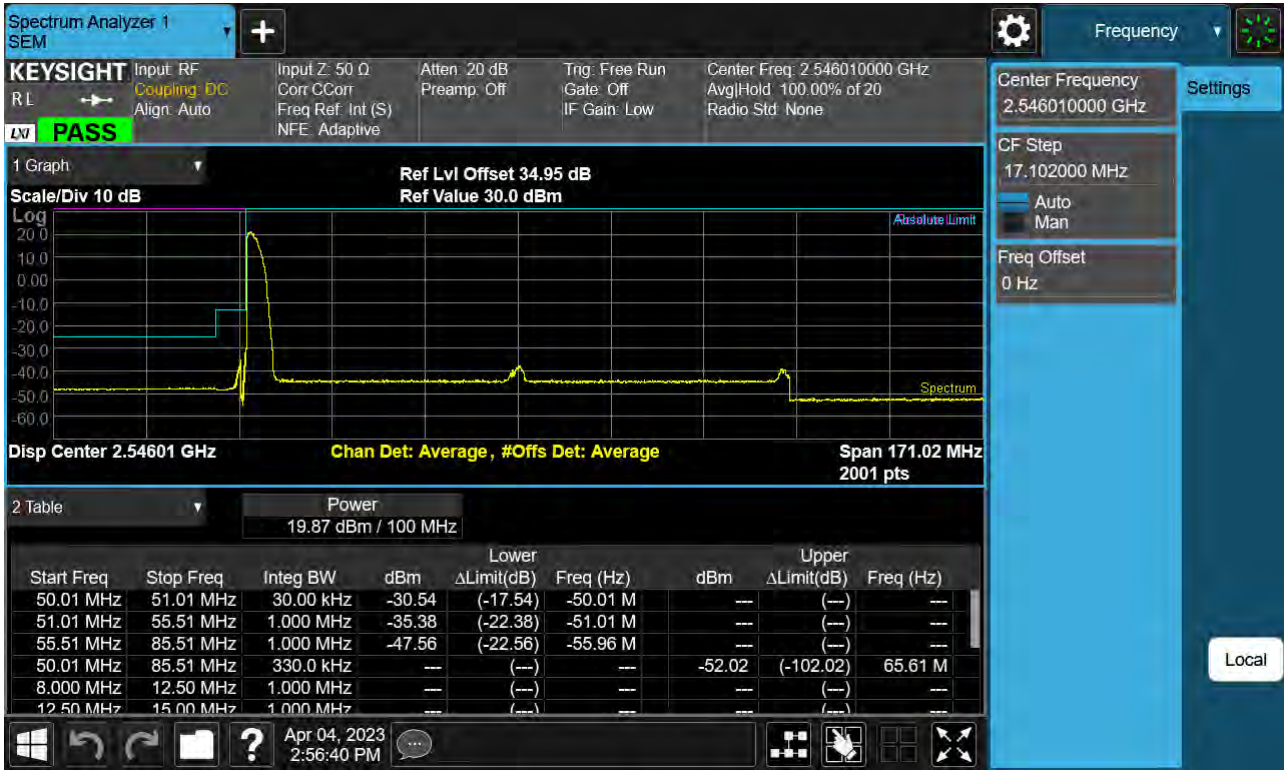 Spectrum Analyzer 1
SEM
Frequency
KEYSIGHT
RL
LXI
PASS
Input: RF
Coupling: DC
Align: Auto
Input Z: 50 Ω
Corr CCorr
Freq Ref: Int (S)
NFE: Adaptive
Atten: 20 dB
Preamp: Off
Trig: Free Run
Gate: Off
IF Gain: Low
Center Freq: 2.546010000 GHz
Avg|Hold: 100.00% of 20
Radio Std: None
Center Frequency
2.546010000 GHz
Settings
CF Step
17.102000 MHz
Auto
Man
Freq Offset
0 Hz
Local
1 Graph
Scale/Div 10 dB
Ref Lvl Offset 34.95 dB
Ref Value 30.0 dBm
Log
20.0
10.0
0.00
-10.0
-20.0
-30.0
-40.0
-50.0
-60.0
Limit
Spectrum
Disp Center 2.54601 GHz
Chan Det: Average, #Offs Det: Average
Span 171.02 MHz
2001 pts
2 Table
Power
19.87 dBm / 100 MHz
Lower Upper
Start Freq Stop Freq Integ BW dBm ΔLimit(dB) Freq (Hz) dBm ΔLimit(dB) Freq (Hz)
50.01 MHz 51.01 MHz 30.00 kHz -30.54 (-17.54) -50.01 M --- (---) ---
51.01 MHz 55.51 MHz 1.000 MHz -35.38 (-22.38) -51.01 M --- (---) ---
55.51 MHz 85.51 MHz 1.000 MHz -47.56 (-22.56) -55.96 M --- (---) ---
50.01 MHz 85.51 MHz 330.0 kHz --- (---) --- -52.02 (-102.02) 65.61 M
8.000 MHz 12.50 MHz 1.000 MHz --- (---) --- --- (---) ---
12.50 MHz 15.00 MHz 1.000 MHz --- (---) --- --- (---) ---
?
Apr 04, 2023
2:56:40 PM